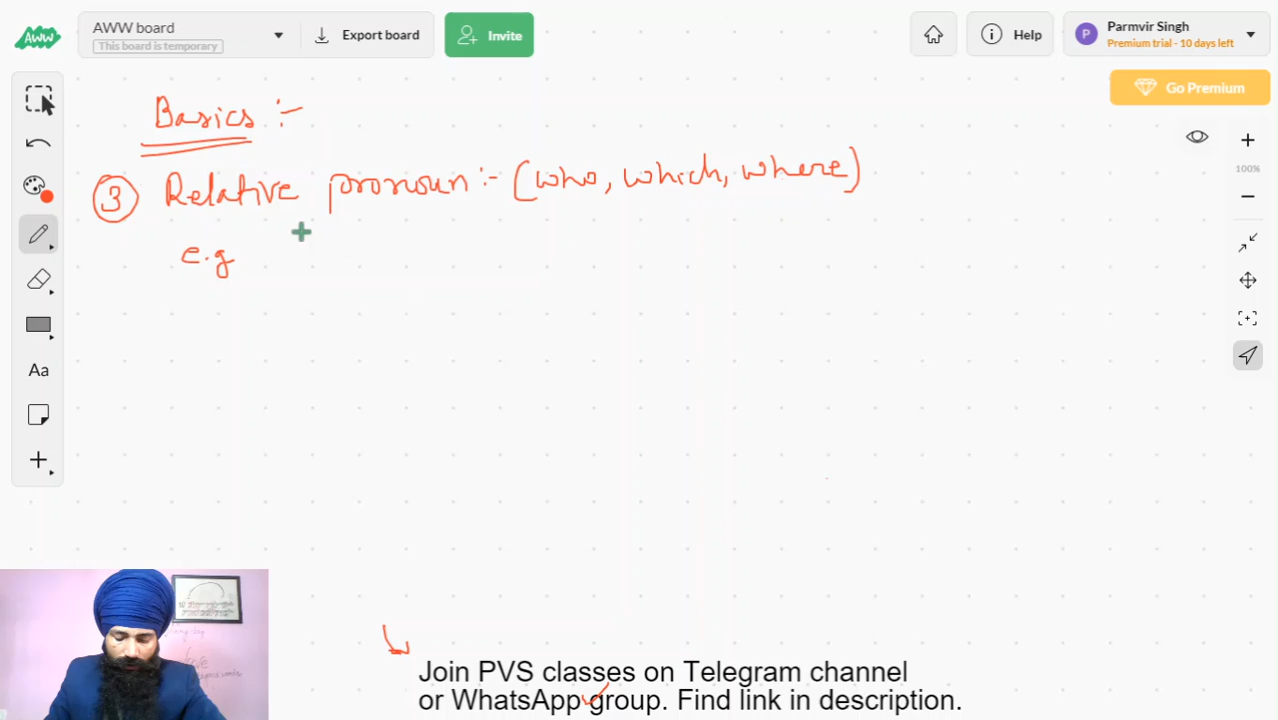 AWW board
This board is temporary
Export board
Invite
Help
P
Parmvir Singh
Premium trial - 10 days left
Go Premium
AWW
100%
Aa
Basics :-
3 Relative pronoun :- (who, which, where)
e.g
Join PVS classes on Telegram channel
or WhatsApp group. Find link in description.